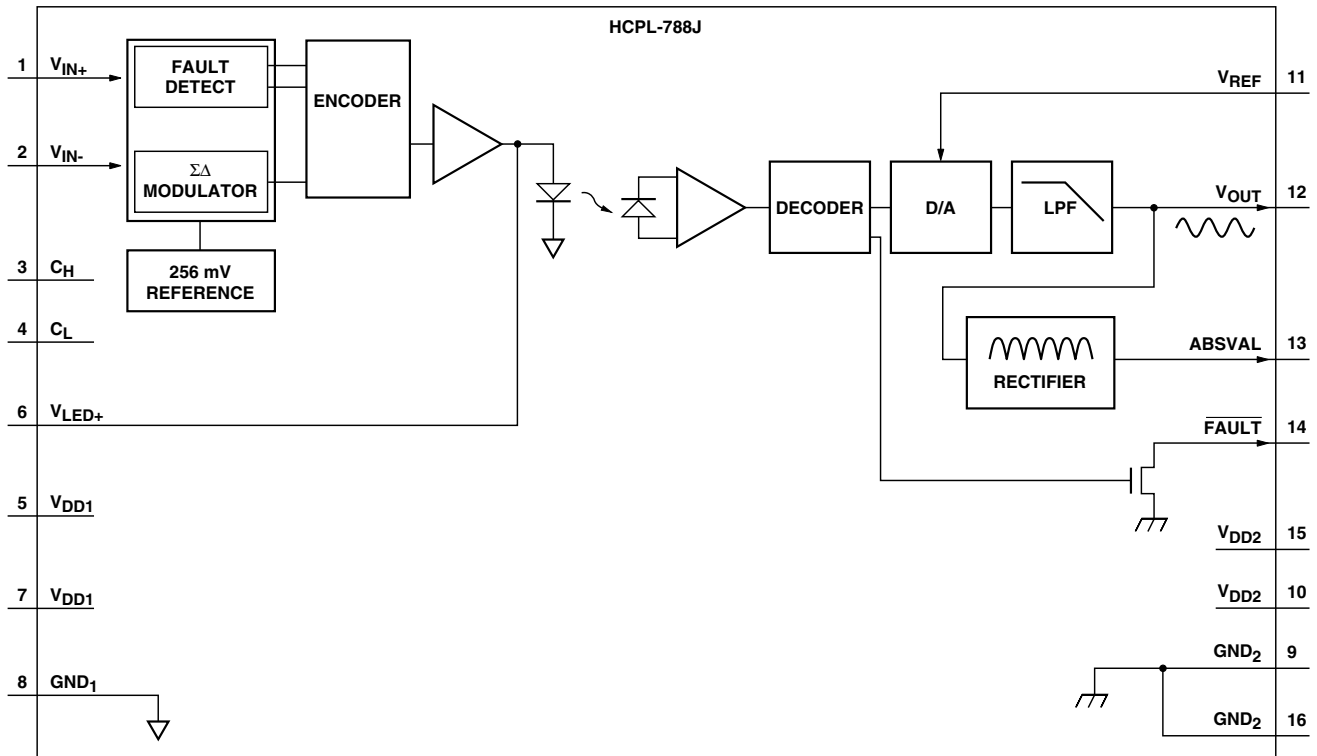 HCPL-788J
1 VIN+
FAULT DETECT
ENCODER
2 VIN-
ΣΔ MODULATOR
256 mV REFERENCE
3 CH
4 CL
6 VLED+
5 VDD1
7 VDD1
8 GND1
DECODER
D/A
LPF
RECTIFIER
VREF 11
VOUT 12
ABSVAL 13
FAULT 14
VDD2 15
VDD2 10
GND2 9
GND2 16